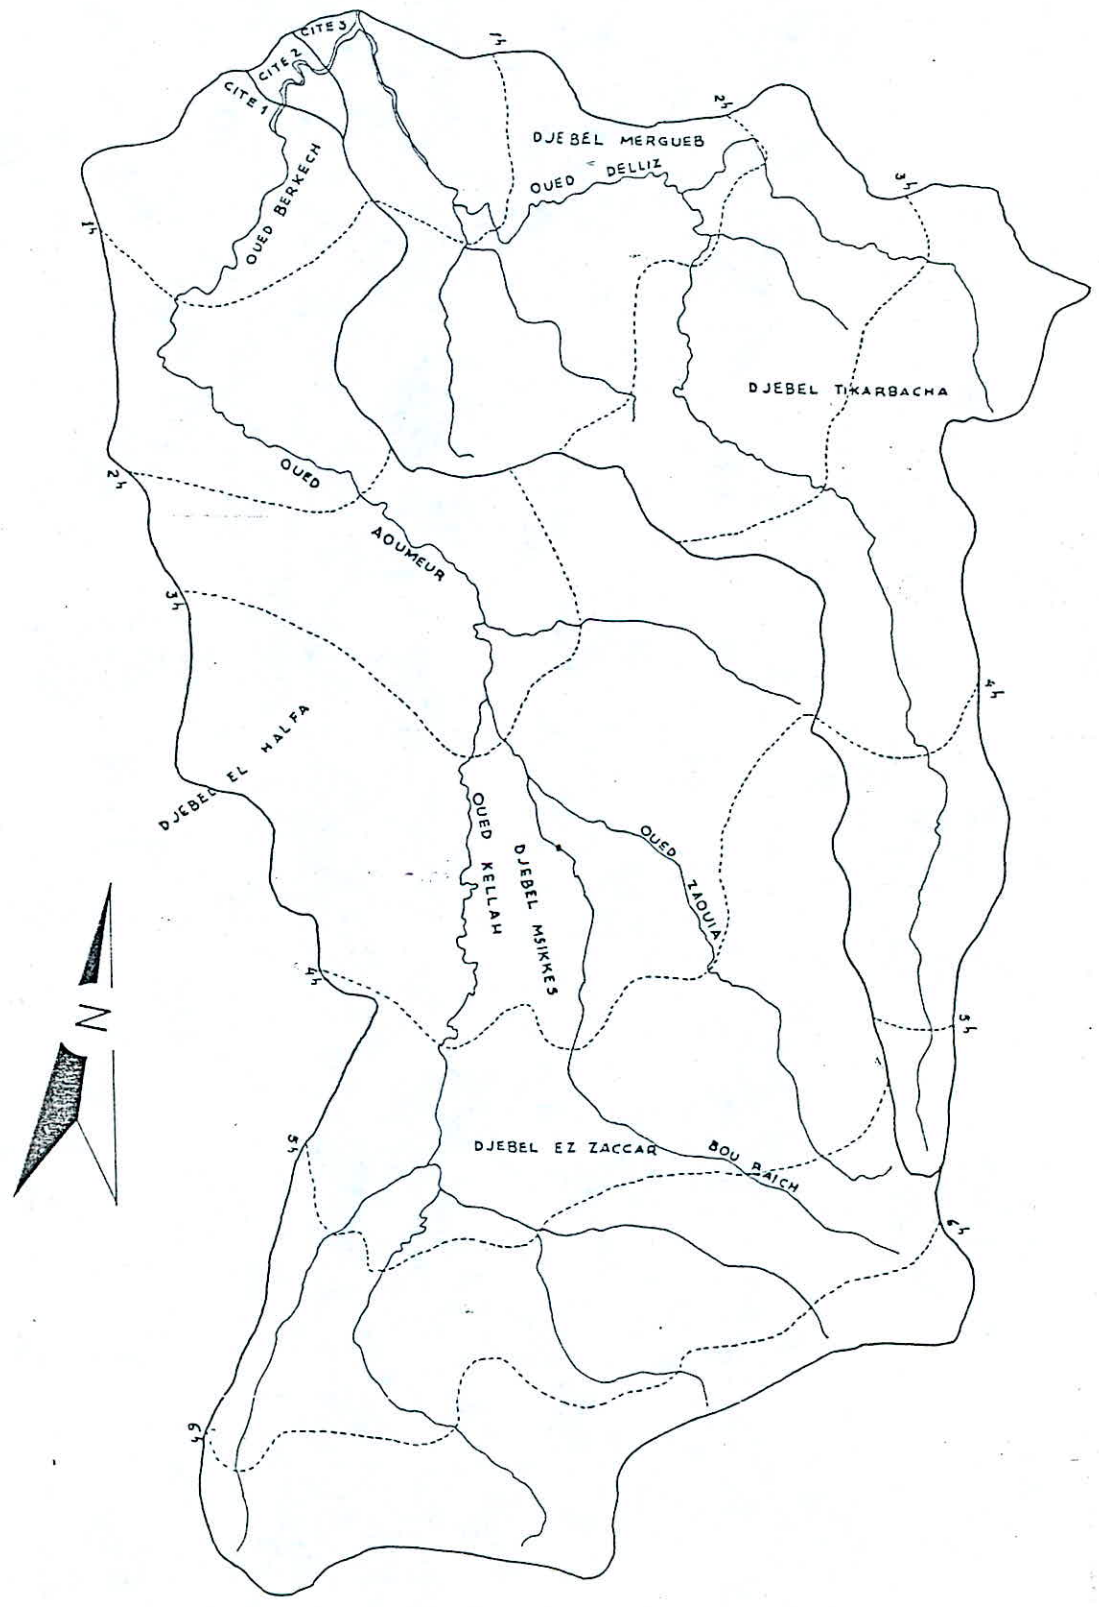 CITE 3
CITE 2
CITE 1
1h
2h
3h
DJEBEL MERGUEB
OUED DELLIZ
OUED BERKECH
1h
DJEBEL TIKARBACHA
OUED
2h
AOUMEUR
3h
4h
DJEBEL EL HALFA
OUED KELLAH
DJEBEL MSIKKES
OUED ZAOUIA
4h
5h
N
5h
DJEBEL EZ ZACCAR
BOU RAICH
6h
6h